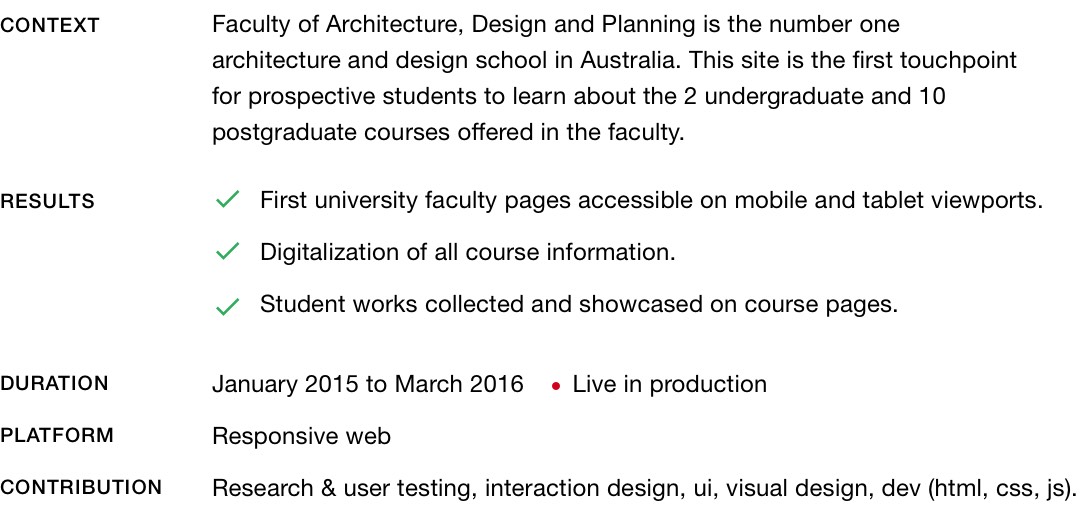 CONTEXT
Faculty of Architecture, Design and Planning is the number one
architecture and design school in Australia. This site is the first touchpoint
for prospective students to learn about the 2 undergraduate and 10
postgraduate courses offered in the faculty.
RESULTS
First university faculty pages accessible on mobile and tablet viewports.
Digitalization of all course information.
Student works collected and showcased on course pages.
DURATION
January 2015 to March 2016 • Live in production
PLATFORM
Responsive web
CONTRIBUTION
Research & user testing, interaction design, ui, visual design, dev (html, css, js).